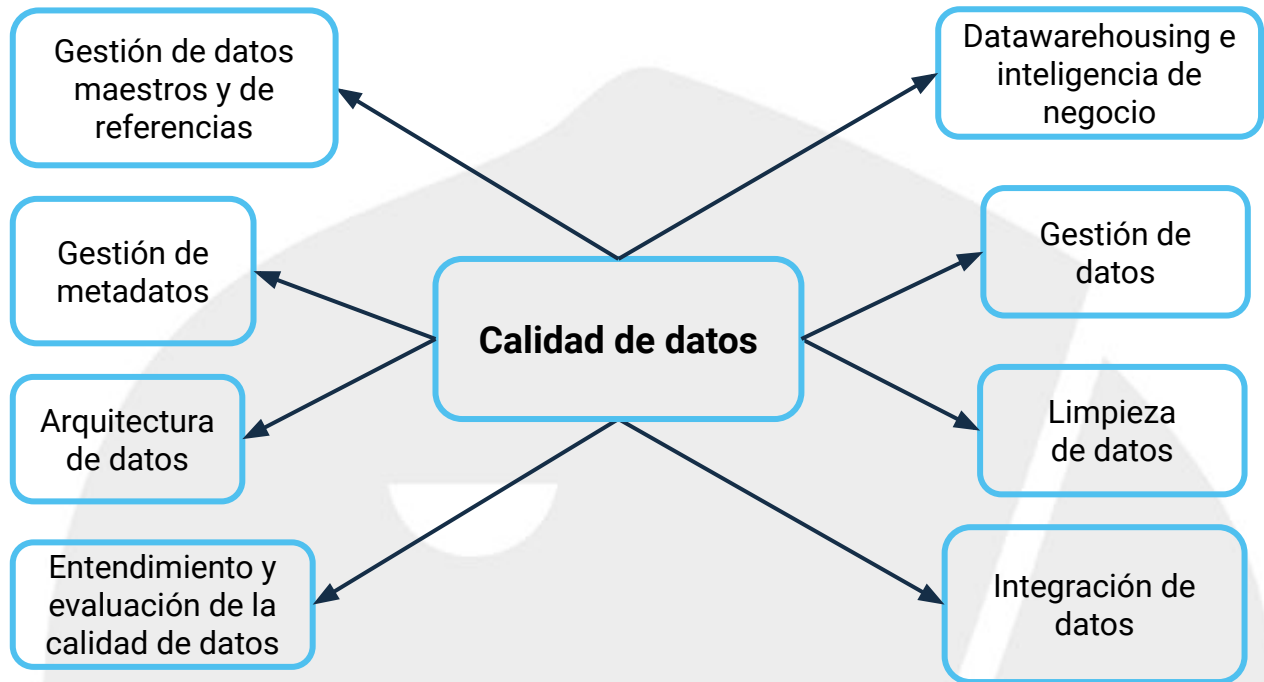 Gestión de datos
maestros y de
referencias
Datawarehousing e
inteligencia de
negocio
Gestión de
metadatos
Gestión de
datos
Calidad de datos
Arquitectura
de datos
Limpieza
de datos
Entendimiento y
evaluación de la
calidad de datos
Integración de
datos